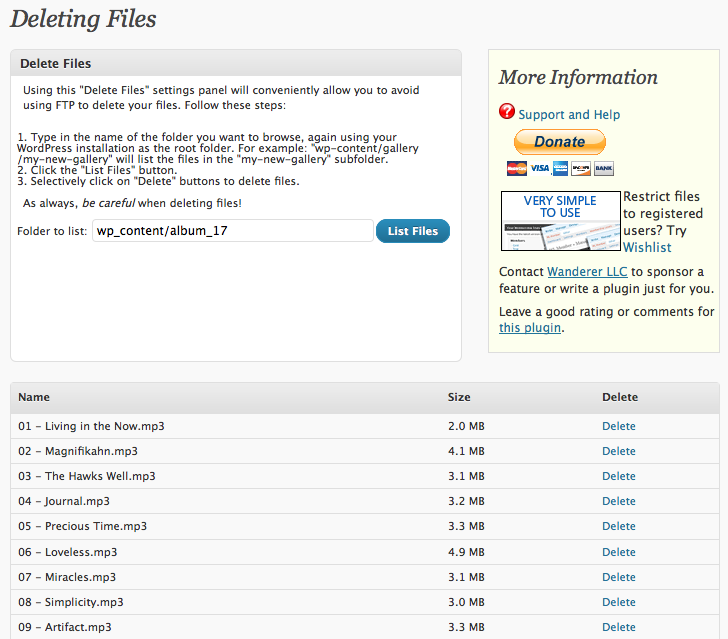 Deleting Files
Delete Files
Using this "Delete Files" settings panel will conveniently allow you to avoid
using FTP to delete your files. Follow these steps:
1. Type in the name of the folder you want to browse, again using your
WordPress installation as the root folder. For example: "wp-content/gallery
/my-new-gallery" will list the files in the "my-new-gallery" subfolder.
2. Click the "List Files" button.
3. Selectively click on "Delete" buttons to delete files.
As always, be careful when deleting files!
Folder to list: wp_content/album_17 List Files
More Information
? Support and Help
Donate
MasterCard VISA DISCOVER BANK
VERY SIMPLE
TO USE
Restrict files
to registered
users? Try
Wishlist
Contact Wanderer LLC to sponsor a
feature or write a plugin just for you.
Leave a good rating or comments for
this plugin.
Name Size Delete
01 – Living in the Now.mp3 2.0 MB Delete
02 – Magnifikahn.mp3 4.1 MB Delete
03 – The Hawks Well.mp3 3.1 MB Delete
04 – Journal.mp3 3.2 MB Delete
05 – Precious Time.mp3 3.3 MB Delete
06 – Loveless.mp3 4.9 MB Delete
07 – Miracles.mp3 3.1 MB Delete
08 – Simplicity.mp3 3.0 MB Delete
09 – Artifact.mp3 3.3 MB Delete